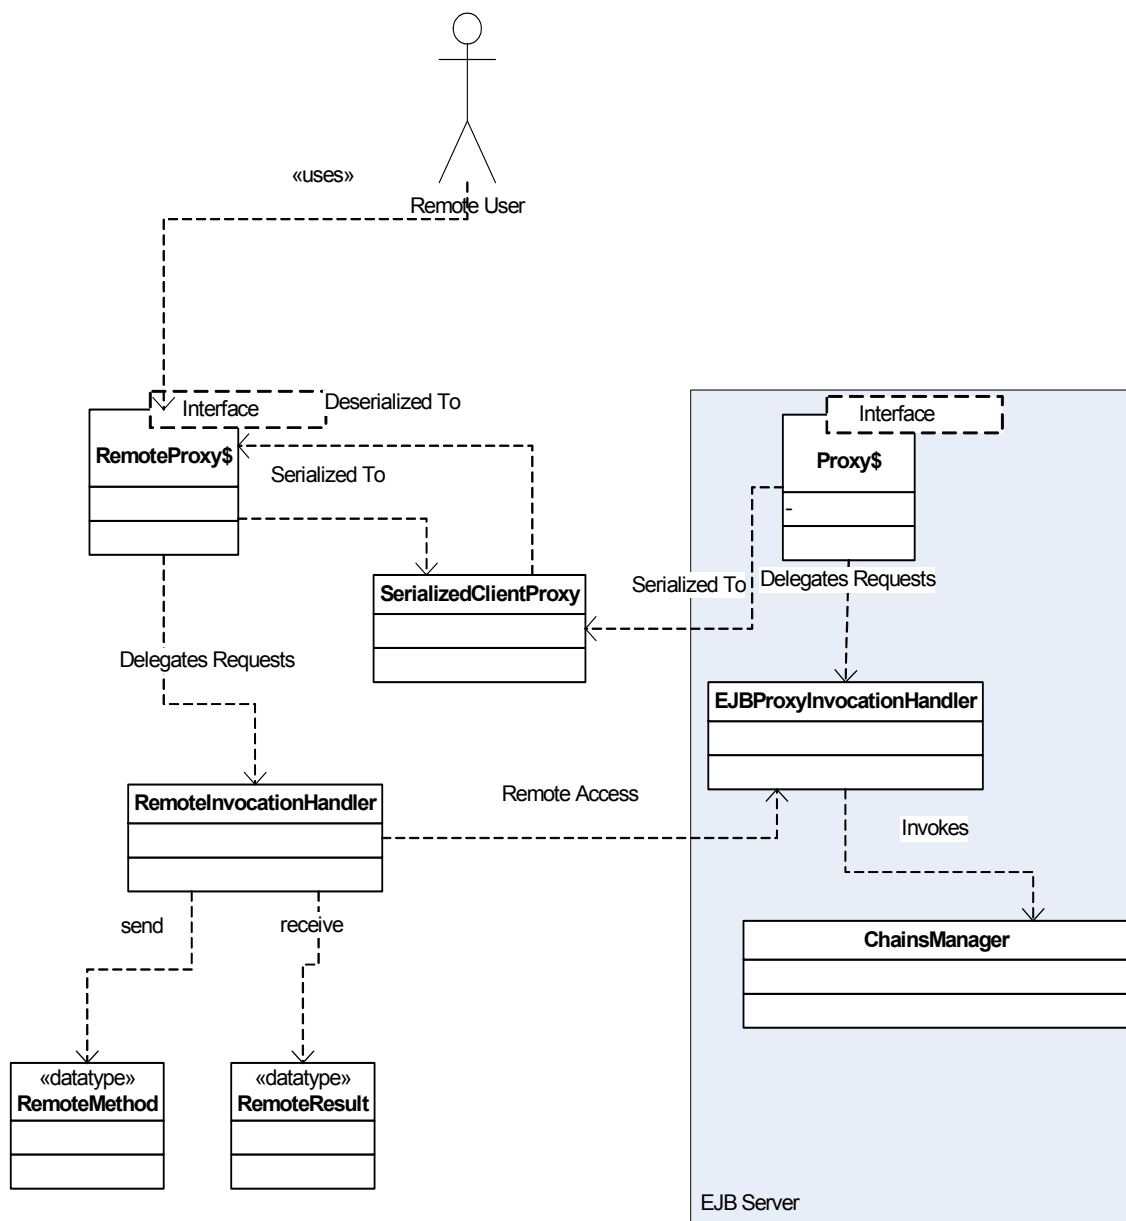 «uses»
Remote User
Interface
Deserialized To
RemoteProxy$
Serialized To
Interface
Proxy$
-
SerializedClientProxy
Serialized To
Delegates Requests
Delegates Requests
EJBProxyInvocationHandler
RemoteInvocationHandler
Remote Access
Invokes
send
receive
ChainsManager
«datatype»
RemoteMethod
«datatype»
RemoteResult
EJB Server